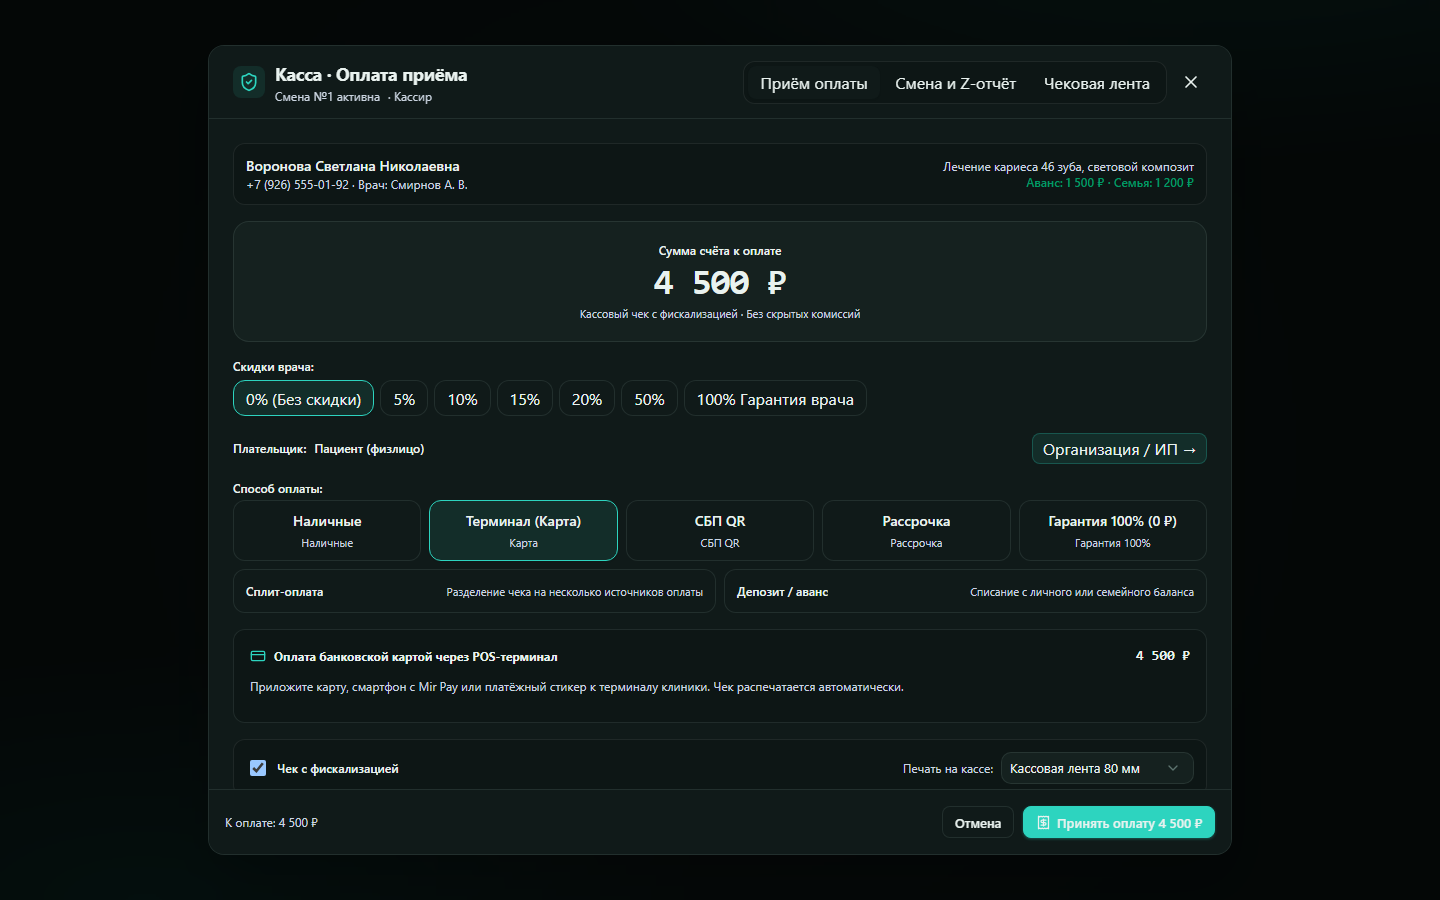 Касса · Оплата приёма
Смена №1 активна · Кассир
Приём оплаты
Смена и Z-отчёт
Чековая лента
Воронова Светлана Николаевна
+7 (926) 555-01-92 · Врач: Смирнов А. В.
Лечение кариеса 46 зуба, световой композит
Аванс: 1 500 ₽ · Семья: 1 200 ₽
Сумма счёта к оплате
4 500 ₽
Кассовый чек с фискализацией · Без скрытых комиссий
Скидки врача:
0% (Без скидки)
5%
10%
15%
20%
50%
100% Гарантия врача
Плательщик: Пациент (физлицо)
Организация / ИП →
Способ оплаты:
Наличные
Наличные
Терминал (Карта)
Карта
СБП QR
СБП QR
Рассрочка
Рассрочка
Гарантия 100% (0 ₽)
Гарантия 100%
Сплит-оплата
Разделение чека на несколько источников оплаты
Депозит / аванс
Списание с личного или семейного баланса
Оплата банковской картой через POS-терминал
4 500 ₽
Приложите карту, смартфон с Mir Pay или платёжный стикер к терминалу клиники. Чек распечатается автоматически.
Чек с фискализацией
Печать на кассе:
Кассовая лента 80 мм
К оплате: 4 500 ₽
Отмена
Принять оплату 4 500 ₽